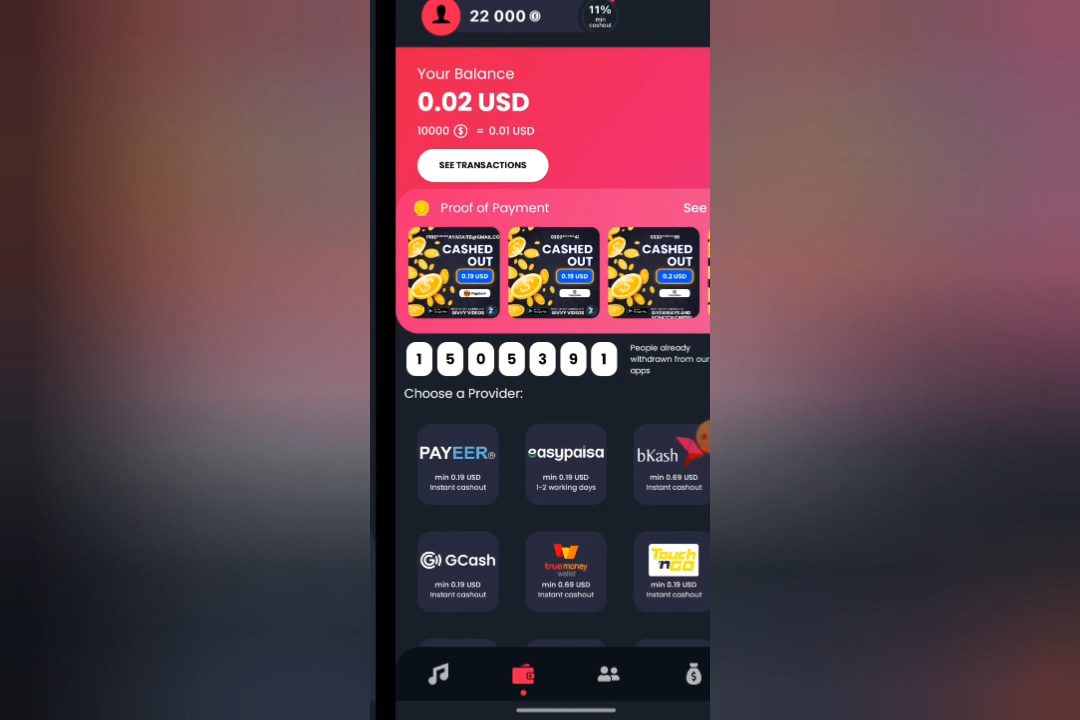 22 000
11%
min
cashout
Your Balance
0.02 USD
10000 $ = 0.01 USD
SEE TRANSACTIONS
Proof of Payment
See
CASHED
OUT
0.19 USD
GIVVY VIDEOS
CASHED
OUT
0.19 USD
GIVVY VIDEOS
CASHED
OUT
0.2 USD
1 5 0 5 3 9 1
People already
withdrawn from our
apps
Choose a Provider:
PAYEER®
min 0.19 USD
Instant cashout
easypaisa
min 0.19 USD
1-2 working days
bKash
min 0.69 USD
Instant cashout
GCash
min 0.19 USD
Instant cashout
truemoney
wallet
min 0.69 USD
Instant cashout
Touch
'n GO
min 0.19 USD
Instant cashout